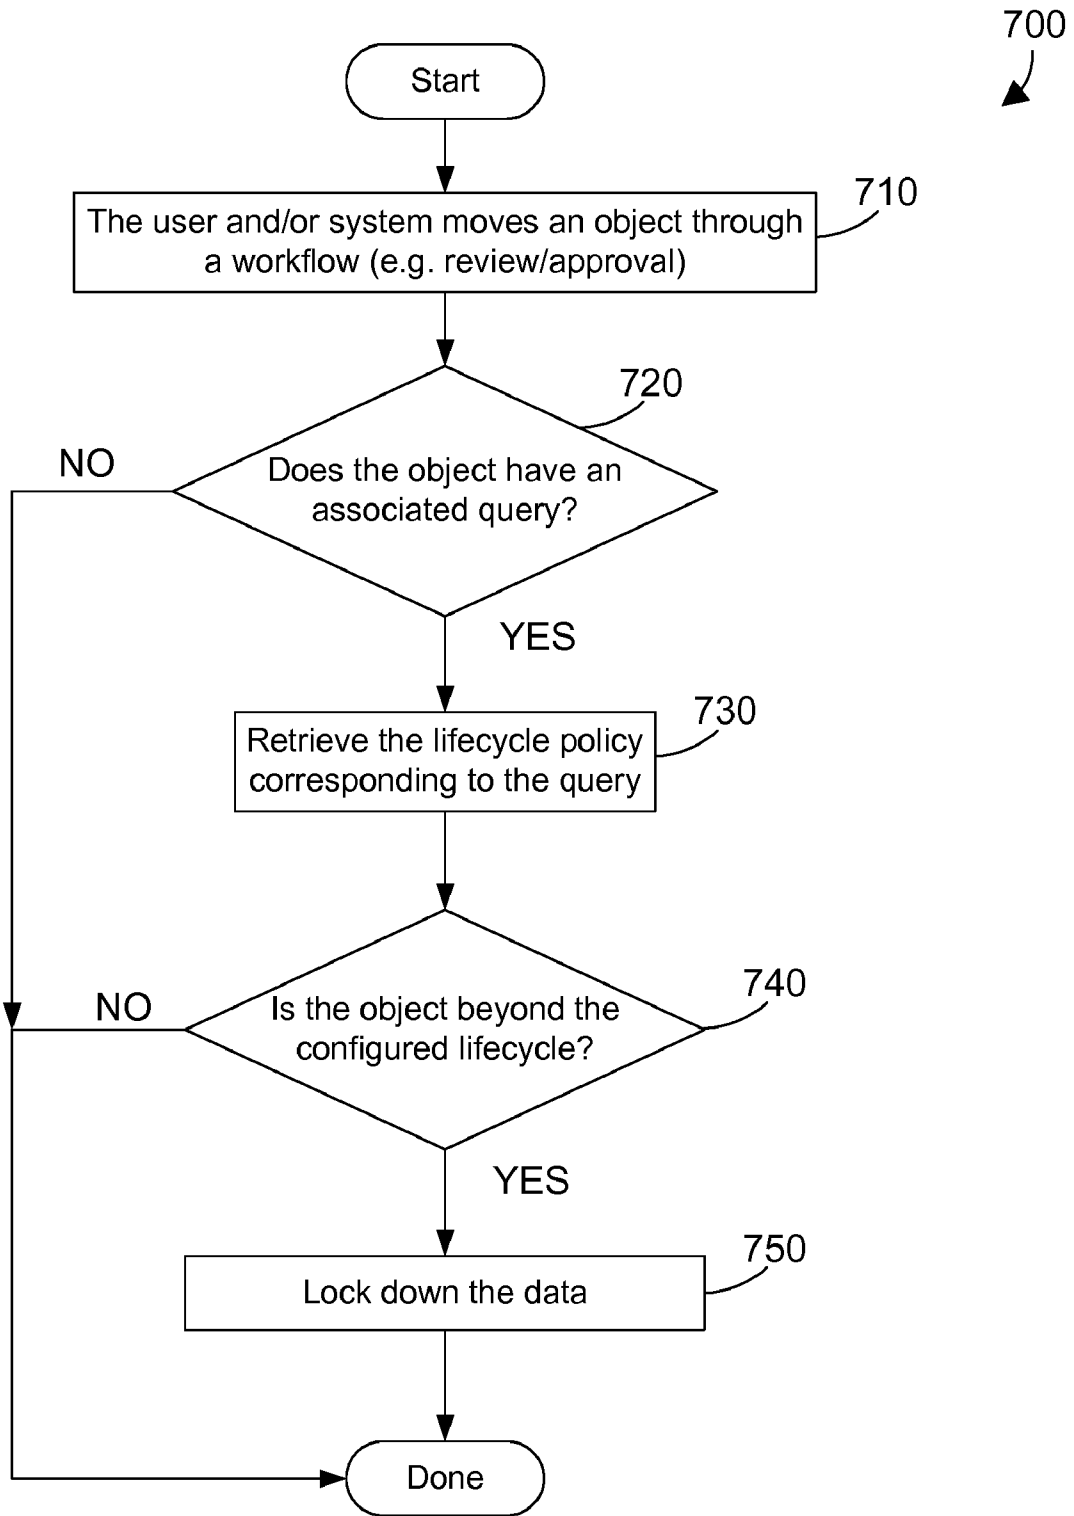 700
Start
710
The user and/or system moves an object through
a workflow (e.g. review/approval)
720
NO
Does the object have an
associated query?
YES
730
Retrieve the lifecycle policy
corresponding to the query
740
NO
Is the object beyond the
configured lifecycle?
YES
750
Lock down the data
Done